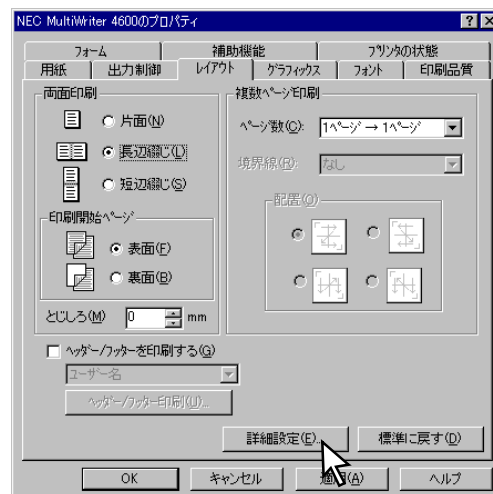 NEC MultiWriter 4600のプロパティ
フォーム 補助機能 プリンタの状態
用紙 出力制御 レイアウト グラフィックス フォント 印刷品質
両面印刷
片面(N)
長辺綴じ(L)
短辺綴じ(S)
印刷開始ページ
表面(F)
裏面(B)
とじしろ(M) 0 mm
複数ページ印刷
ページ数(C): 1ページ → 1ページ
境界線(R): なし
配置(O)
ヘッダー/フッターを印刷する(G)
ユーザー名
ヘッダー/フッター印刷(U)...
詳細設定(E)... 標準に戻す(D)
OK キャンセル 適用(A) ヘルプ